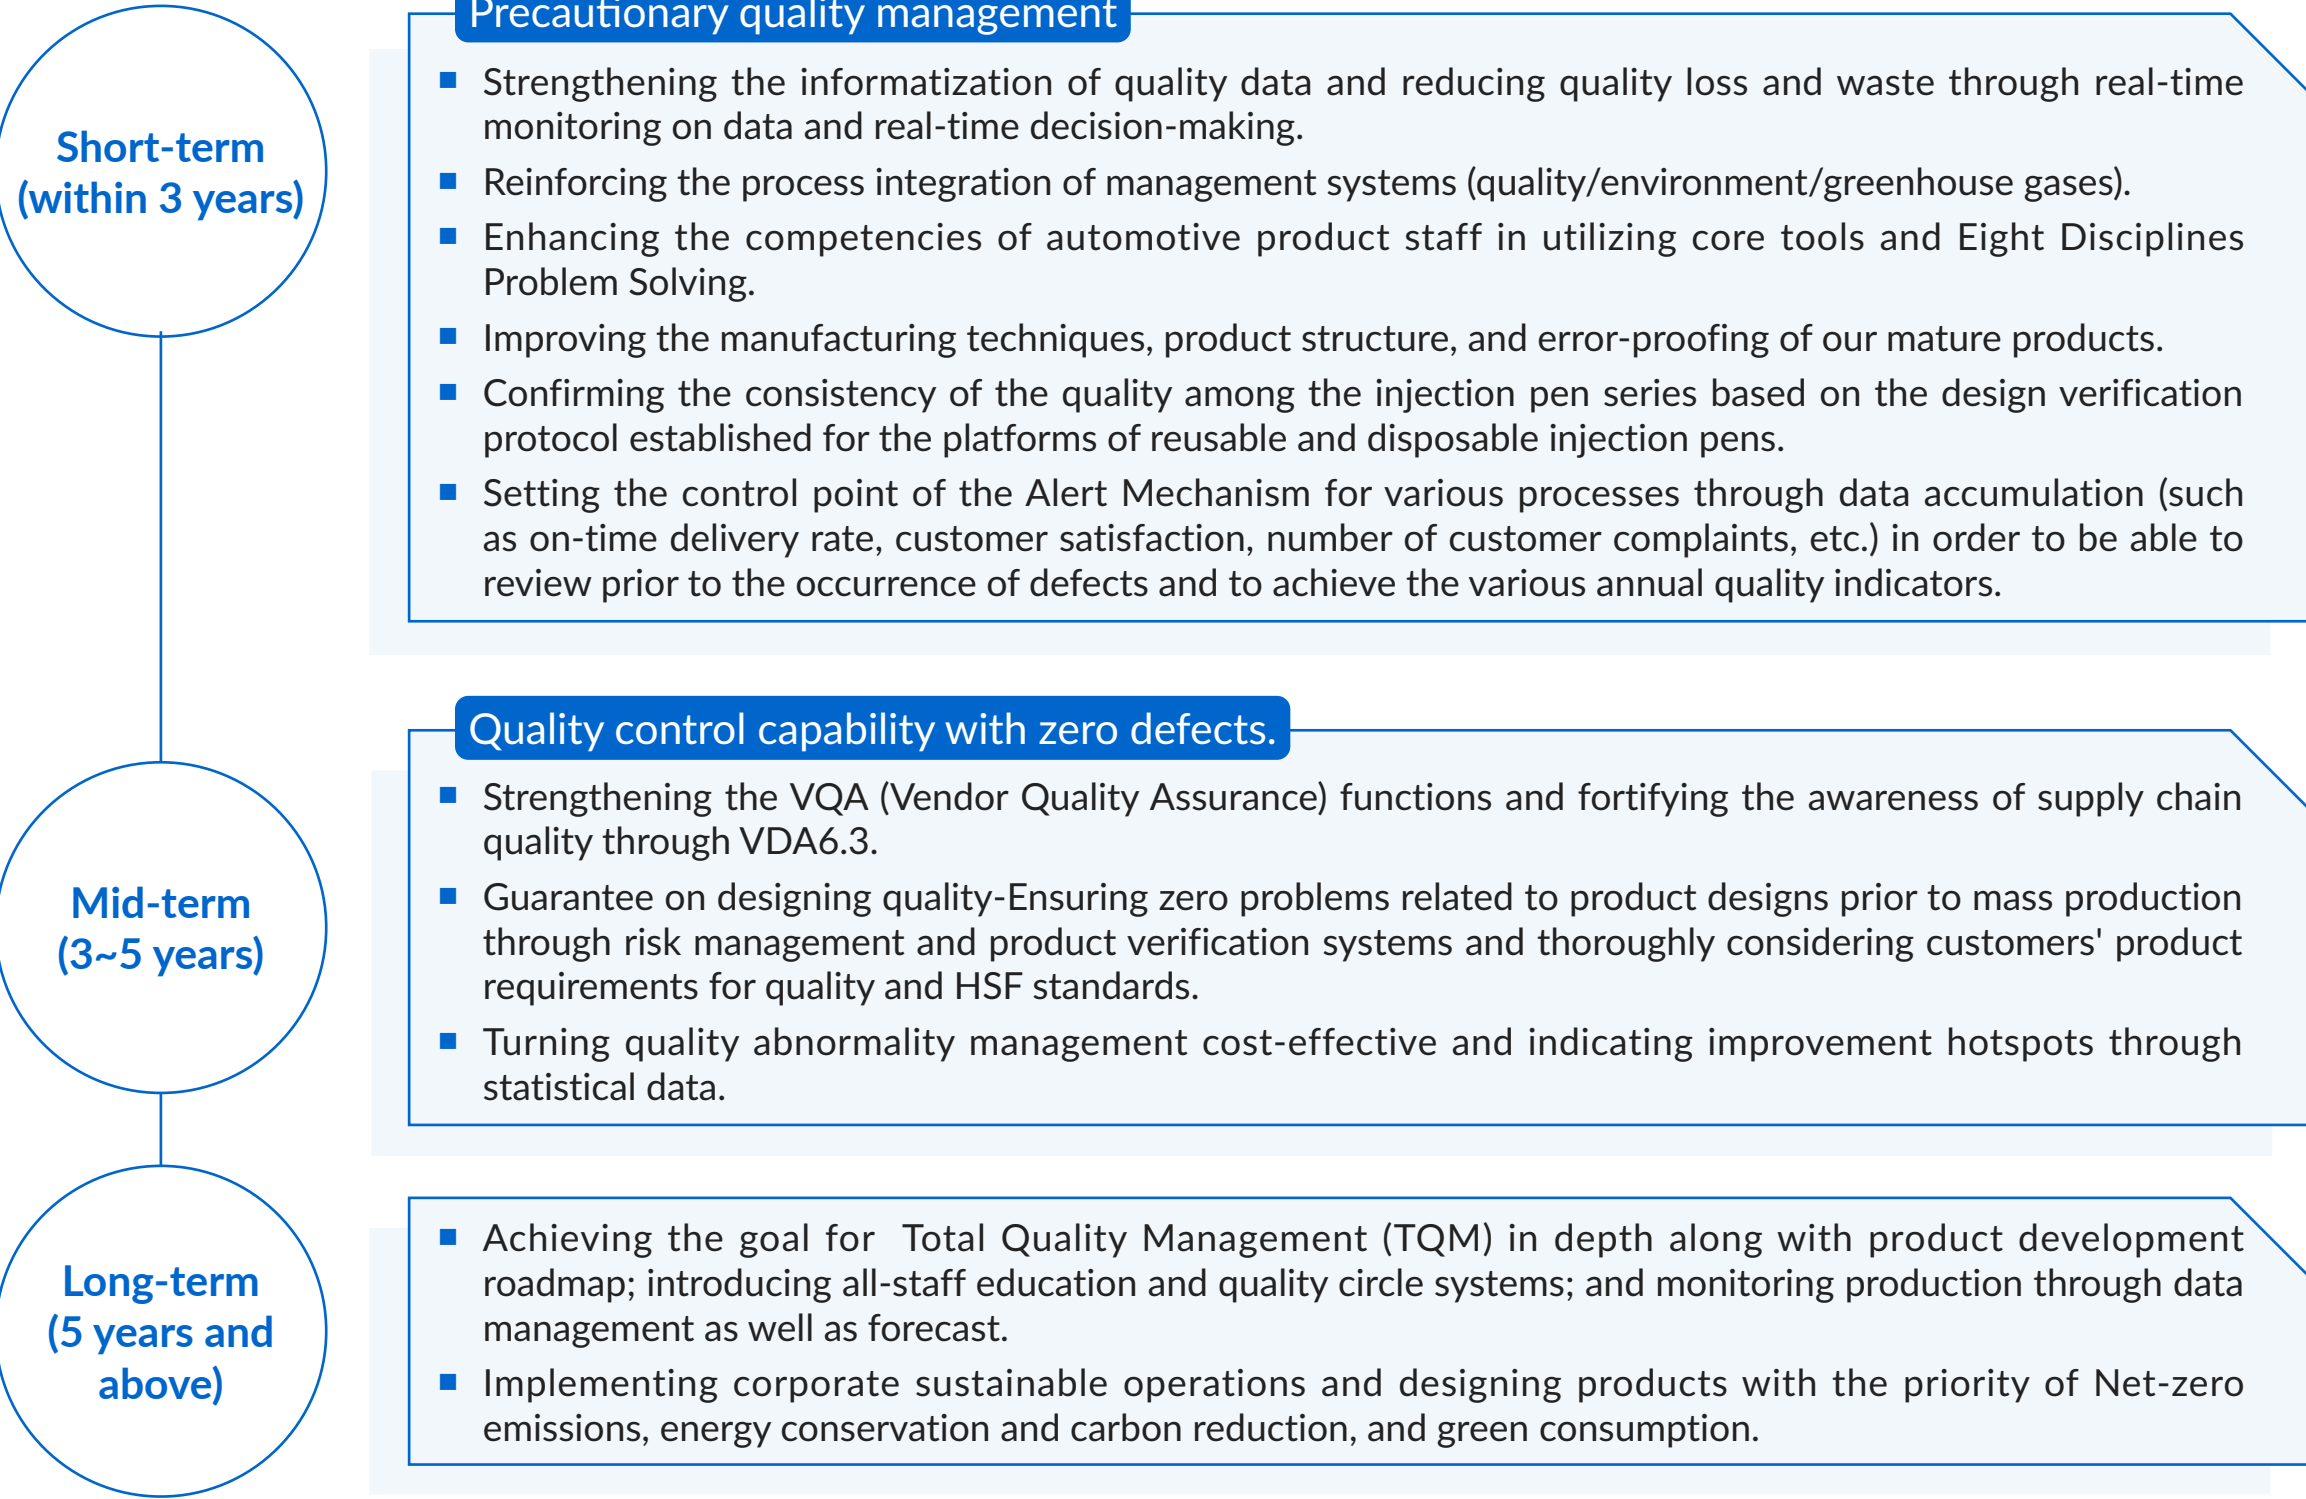 Precautionary quality management
Short-term
(within 3 years)
■ Strengthening the informatization of quality data and reducing quality loss and waste through real-time
monitoring on data and real-time decision-making.
■ Reinforcing the process integration of management systems (quality/environment/greenhouse gases).
■ Enhancing the competencies of automotive product staff in utilizing core tools and Eight Disciplines
Problem Solving.
■ Improving the manufacturing techniques, product structure, and error-proofing of our mature products.
■ Confirming the consistency of the quality among the injection pen series based on the design verification
protocol established for the platforms of reusable and disposable injection pens.
■ Setting the control point of the Alert Mechanism for various processes through data accumulation (such
as on-time delivery rate, customer satisfaction, number of customer complaints, etc.) in order to be able to
review prior to the occurrence of defects and to achieve the various annual quality indicators.
Quality control capability with zero defects.
Mid-term
(3~5 years)
■ Strengthening the VQA (Vendor Quality Assurance) functions and fortifying the awareness of supply chain
quality through VDA6.3.
■ Guarantee on designing quality-Ensuring zero problems related to product designs prior to mass production
through risk management and product verification systems and thoroughly considering customers' product
requirements for quality and HSF standards.
■ Turning quality abnormality management cost-effective and indicating improvement hotspots through
statistical data.
Long-term
(5 years and
above)
■ Achieving the goal for Total Quality Management (TQM) in depth along with product development
roadmap; introducing all-staff education and quality circle systems; and monitoring production through data
management as well as forecast.
■ Implementing corporate sustainable operations and designing products with the priority of Net-zero
emissions, energy conservation and carbon reduction, and green consumption.